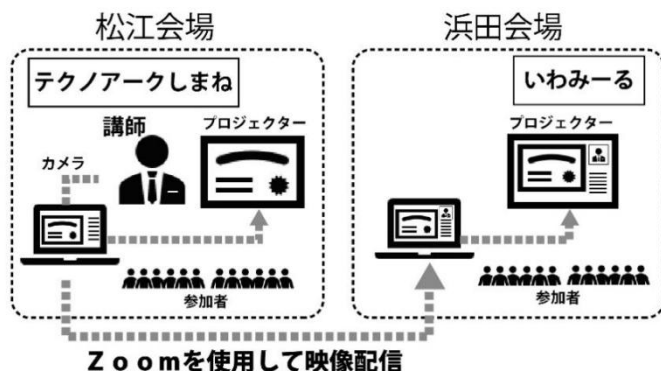 松江会場
テクノアークしまね
講師
プロジェクター
カメラ
参加者
浜田会場
いわみーる
プロジェクター
参加者
Ｚｏｏｍを使用して映像配信